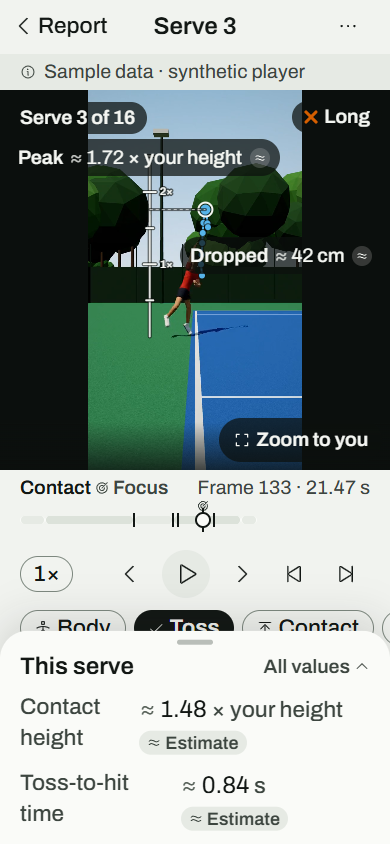 Report
Serve 3
Sample data · synthetic player
Serve 3 of 16
Long
Peak ≈ 1.72 × your height ≈
2×
1×
Dropped ≈ 42 cm ≈
Zoom to you
Contact Focus
Frame 133 · 21.47 s
1×
Body
Toss
Contact
This serve
All values
Contact height
≈ 1.48 × your height
≈ Estimate
Toss-to-hit time
≈ 0.84 s
≈ Estimate